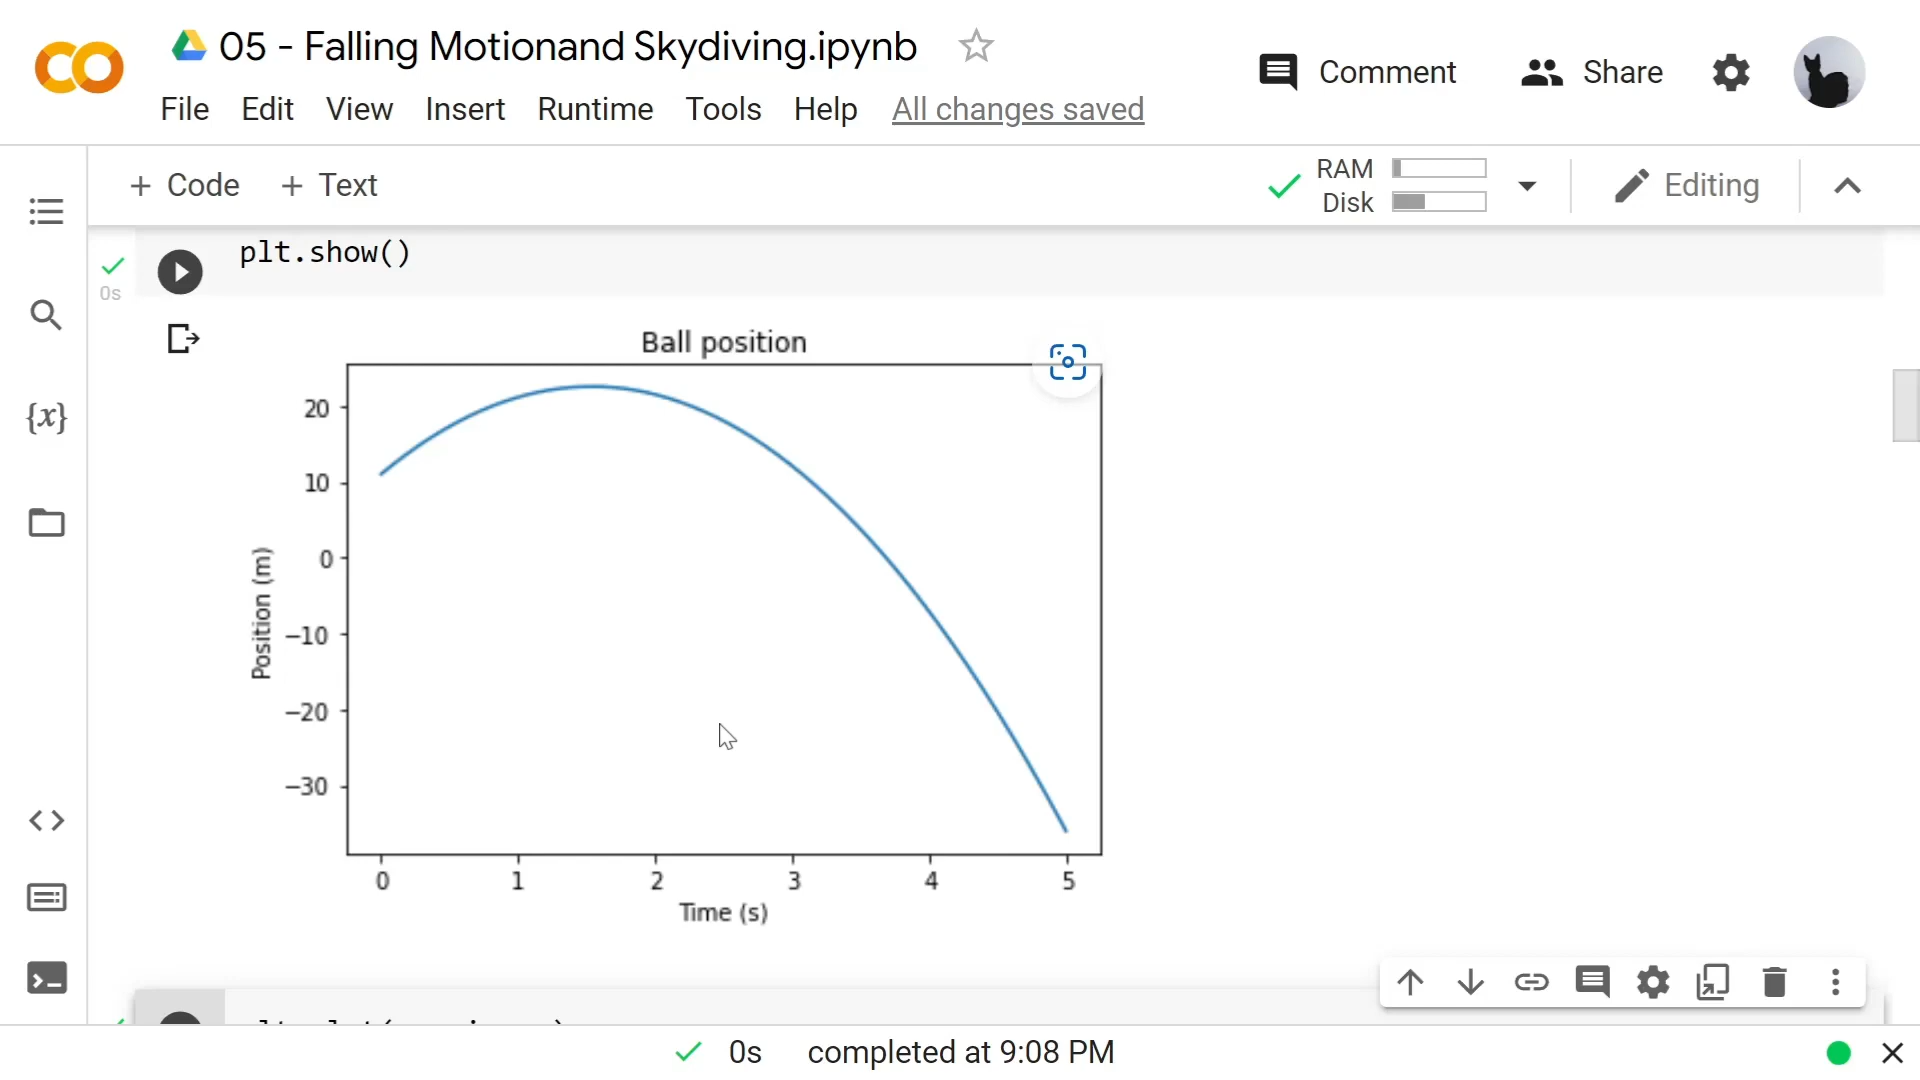 05 - Falling Motionand Skydiving.ipynb
Comment
Share
File Edit View Insert Runtime Tools Help All changes saved
+ Code + Text
RAM
Disk
Editing
plt.show()
0s
{x}
Ball position
20
10
0
−10
−20
−30
Position (m)
0 1 2 3 4 5
Time (s)
0s completed at 9:08 PM